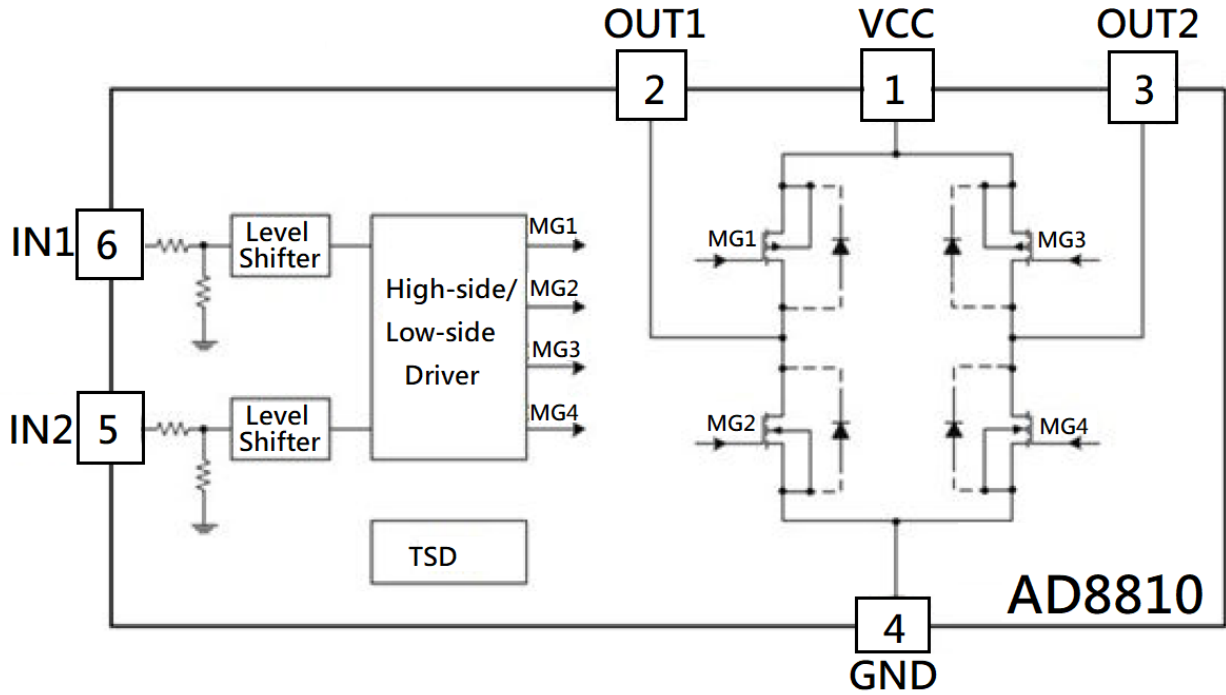 OUT1
VCC
OUT2
2
1
3
IN1
6
Level
Shifter
MG1
MG1
MG3
High-side/
Low-side
Driver
MG2
MG3
MG4
IN2
5
Level
Shifter
MG2
MG4
TSD
AD8810
4
GND